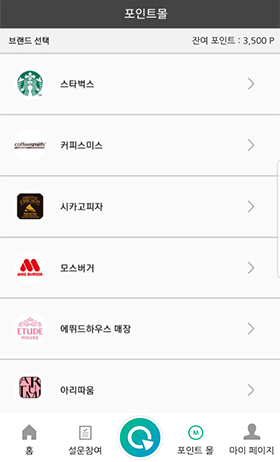 포인트몰
브랜드 선택 잔여 포인트 : 3,500 P
스타벅스
coffeesmith
커피스미스
시카고피자
MOS BURGER
모스버거
ETUDE
HOUSE
에뛰드하우스 매장
아리따움
홈 설문참여 M 포인트 몰 마이 페이지